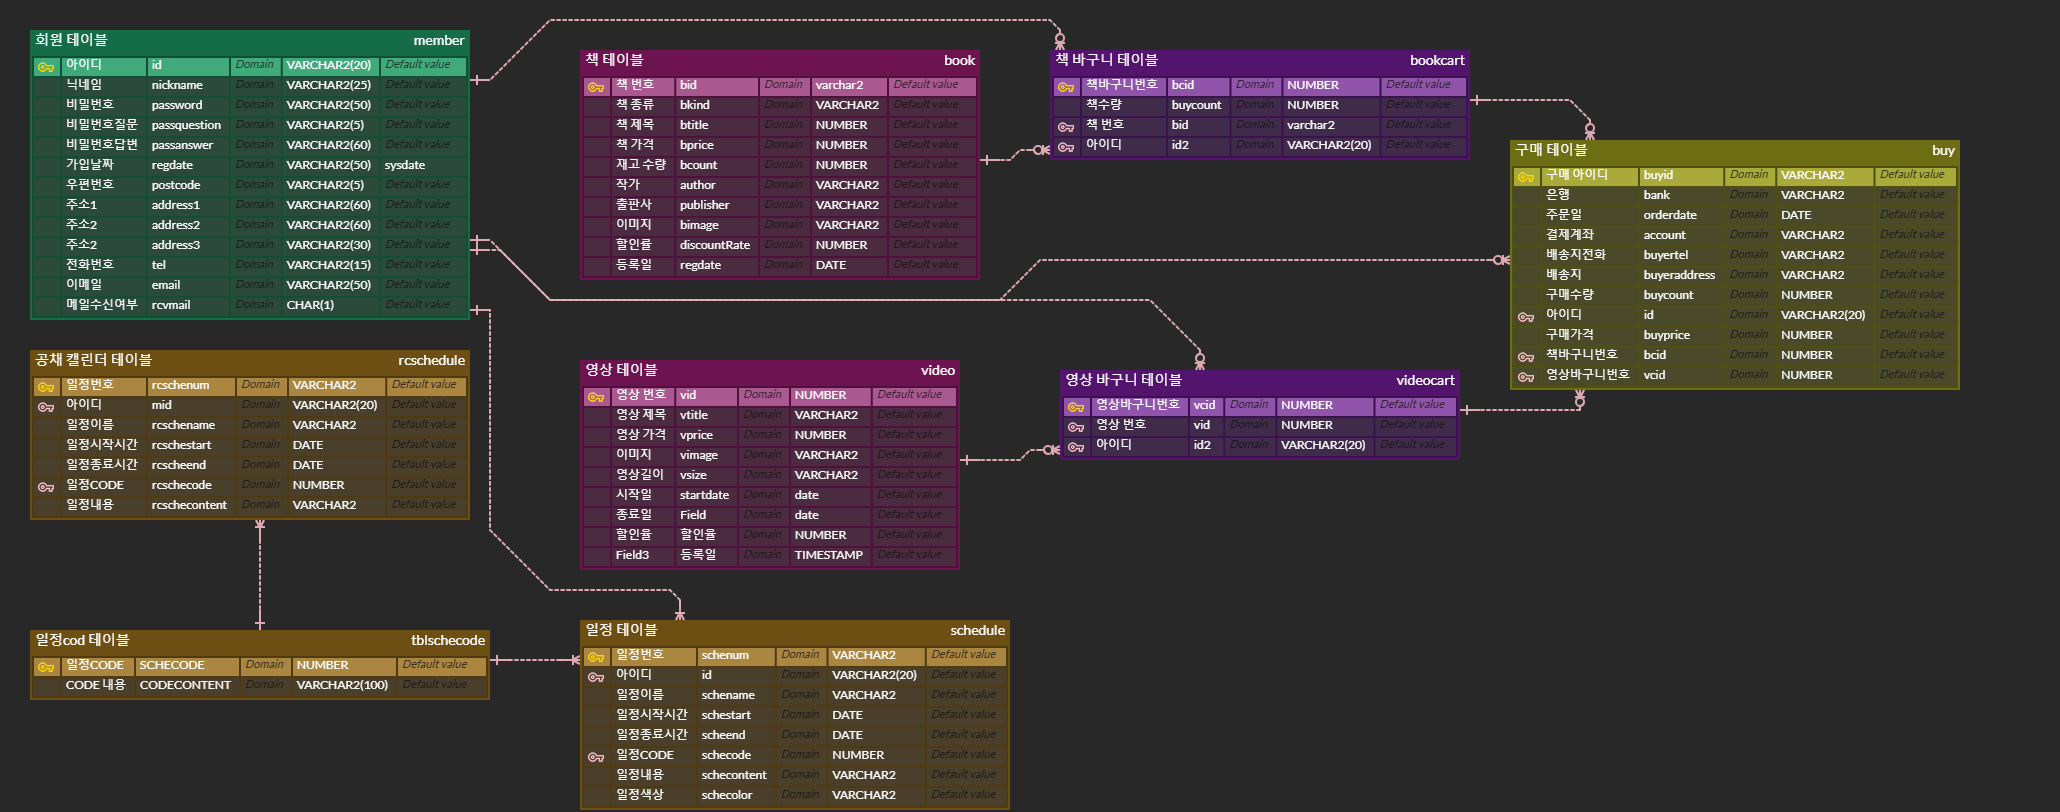 회원 테이블 member
아이디 id Domain VARCHAR2(20) Default value
닉네임 nickname Domain VARCHAR2(25) Default value
비밀번호 password Domain VARCHAR2(50) Default value
비밀번호질문 passquestion Domain VARCHAR2(5) Default value
비밀번호답변 passanswer Domain VARCHAR2(60) Default value
가입날짜 regdate Domain VARCHAR2(50) sysdate
우편번호 postcode Domain VARCHAR2(5) Default value
주소1 address1 Domain VARCHAR2(60) Default value
주소2 address2 Domain VARCHAR2(60) Default value
주소2 address3 Domain VARCHAR2(30) Default value
전화번호 tel Domain VARCHAR2(15) Default value
이메일 email Domain VARCHAR2(50) Default value
메일수신여부 rcvmail Domain CHAR(1) Default value
책 테이블 book
책 번호 bid Domain varchar2 Default value
책 종류 bkind Domain VARCHAR2 Default value
책 제목 btitle Domain NUMBER Default value
책 가격 bprice Domain NUMBER Default value
재고 수량 bcount Domain NUMBER Default value
작가 author Domain VARCHAR2 Default value
출판사 publisher Domain VARCHAR2 Default value
이미지 bimage Domain VARCHAR2 Default value
할인률 discountRate Domain NUMBER Default value
등록일 regdate Domain DATE Default value
책 바구니 테이블 bookcart
책바구니번호 bcid Domain NUMBER Default value
책수량 buycount Domain NUMBER Default value
책 번호 bid Domain varchar2 Default value
아이디 id2 Domain VARCHAR2(20) Default value
구매 테이블 buy
구매 아이디 buyid Domain VARCHAR2 Default value
은행 bank Domain VARCHAR2 Default value
주문일 orderdate Domain DATE Default value
결제계좌 account Domain VARCHAR2 Default value
배송지전화 buyertel Domain VARCHAR2 Default value
배송지 buyeraddress Domain VARCHAR2 Default value
구매수량 buycount Domain NUMBER Default value
아이디 id Domain VARCHAR2(20) Default value
구매가격 buyprice Domain NUMBER Default value
책바구니번호 bcid Domain NUMBER Default value
영상바구니번호 vcid Domain NUMBER Default value
공채 캘린더 테이블 rcschedule
일정번호 rcschenum Domain VARCHAR2 Default value
아이디 mid Domain VARCHAR2(20) Default value
일정이름 rcschename Domain VARCHAR2 Default value
일정시작시간 rcschestart Domain DATE Default value
일정종료시간 rcscheend Domain DATE Default value
일정CODE rcschecode Domain NUMBER Default value
일정내용 rcschecontent Domain VARCHAR2 Default value
영상 테이블 video
영상 번호 vid Domain NUMBER Default value
영상 제목 vtitle Domain VARCHAR2 Default value
영상 가격 vprice Domain NUMBER Default value
이미지 vimage Domain VARCHAR2 Default value
영상길이 vsize Domain VARCHAR2 Default value
시작일 startdate Domain date Default value
종료일 Field Domain date Default value
할인율 할인율 Domain NUMBER Default value
Field3 등록일 Domain TIMESTAMP Default value
영상 바구니 테이블 videocart
영상바구니번호 vcid Domain NUMBER Default value
영상 번호 vid Domain NUMBER Default value
아이디 id2 Domain VARCHAR2(20) Default value
일정cod 테이블 tblschecode
일정CODE SCHECODE Domain NUMBER Default value
CODE 내용 CODECONTENT Domain VARCHAR2(100) Default value
일정 테이블 schedule
일정번호 schenum Domain VARCHAR2 Default value
아이디 id Domain VARCHAR2(20) Default value
일정이름 schename Domain VARCHAR2 Default value
일정시작시간 schestart Domain DATE Default value
일정종료시간 scheend Domain DATE Default value
일정CODE schecode Domain NUMBER Default value
일정내용 schecontent Domain VARCHAR2 Default value
일정색상 schecolor Domain VARCHAR2 Default value